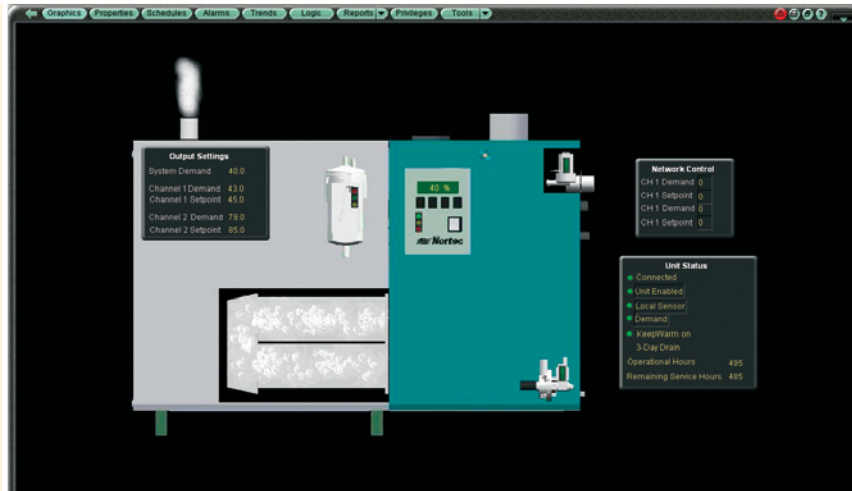 Graphics Properties Schedules Alarms Trends Logic Reports Privileges Tools
?
Output Settings
System Demand 40.0
Channel 1 Demand 43.0
Channel 1 Setpoint 45.0
Channel 2 Demand 79.0
Channel 2 Setpoint 85.0
40 %
Nortec
Network Control
CH 1 Demand 0
CH 1 Setpoint 0
CH 1 Demand 0
CH 1 Setpoint 0
Unit Status
Connected
Unit Enabled
Local Sensor
Demand
KeepWarm on
3-Day Drain
Operational Hours 495
Remaining Service Hours 485